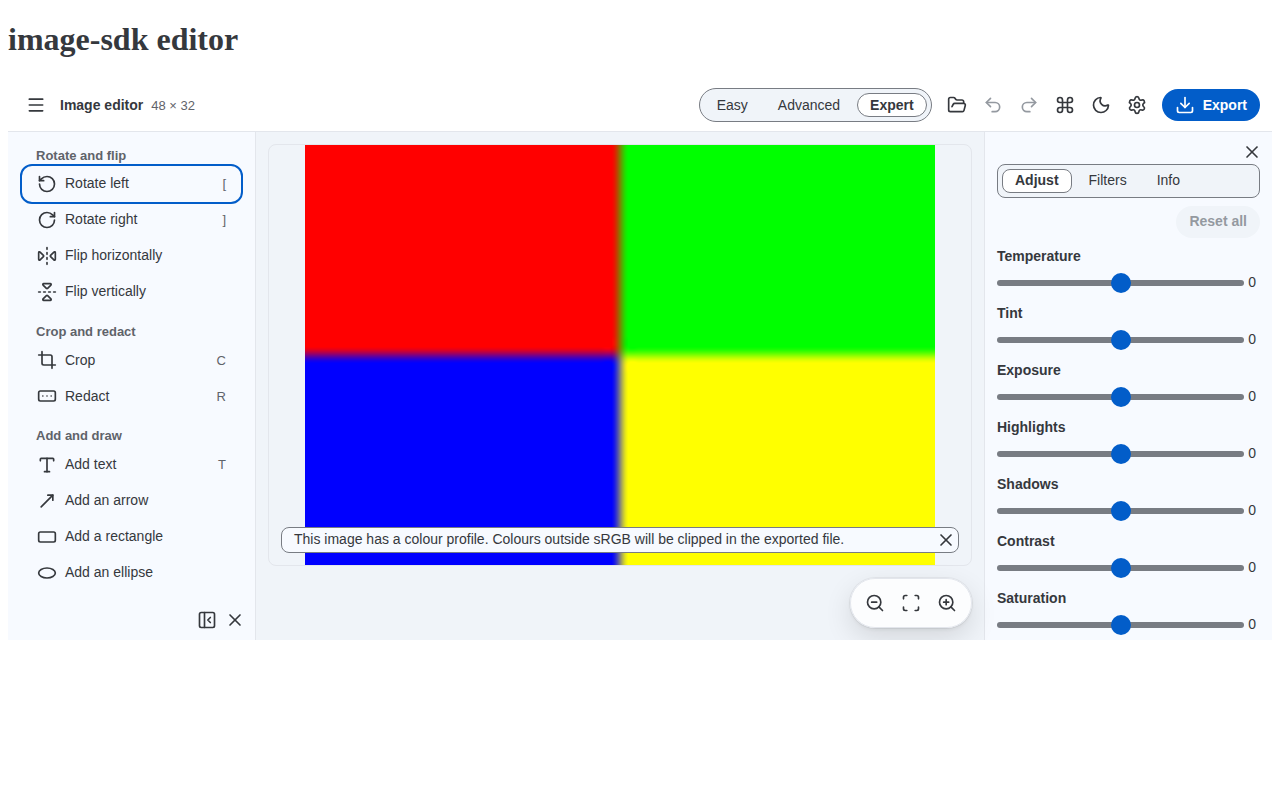 image-sdk editor
Image editor 48 × 32
Easy Advanced Expert
Export
Rotate and flip
Rotate left [
Rotate right ]
Flip horizontally
Flip vertically
Crop and redact
Crop C
Redact R
Add and draw
Add text T
Add an arrow
Add a rectangle
Add an ellipse
This image has a colour profile. Colours outside sRGB will be clipped in the exported file.
Adjust Filters Info
Reset all
Temperature
0
Tint
0
Exposure
0
Highlights
0
Shadows
0
Contrast
0
Saturation
0